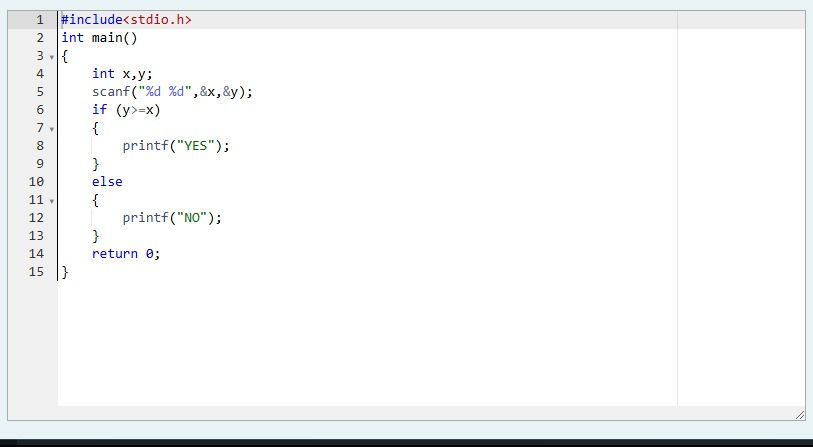 1 #include<stdio.h>
2 int main()
3 {
4     int x,y;
5     scanf("%d %d",&x,&y);
6     if (y>=x)
7     {
8         printf("YES");
9     }
10     else
11     {
12         printf("NO");
13     }
14     return 0;
15 }